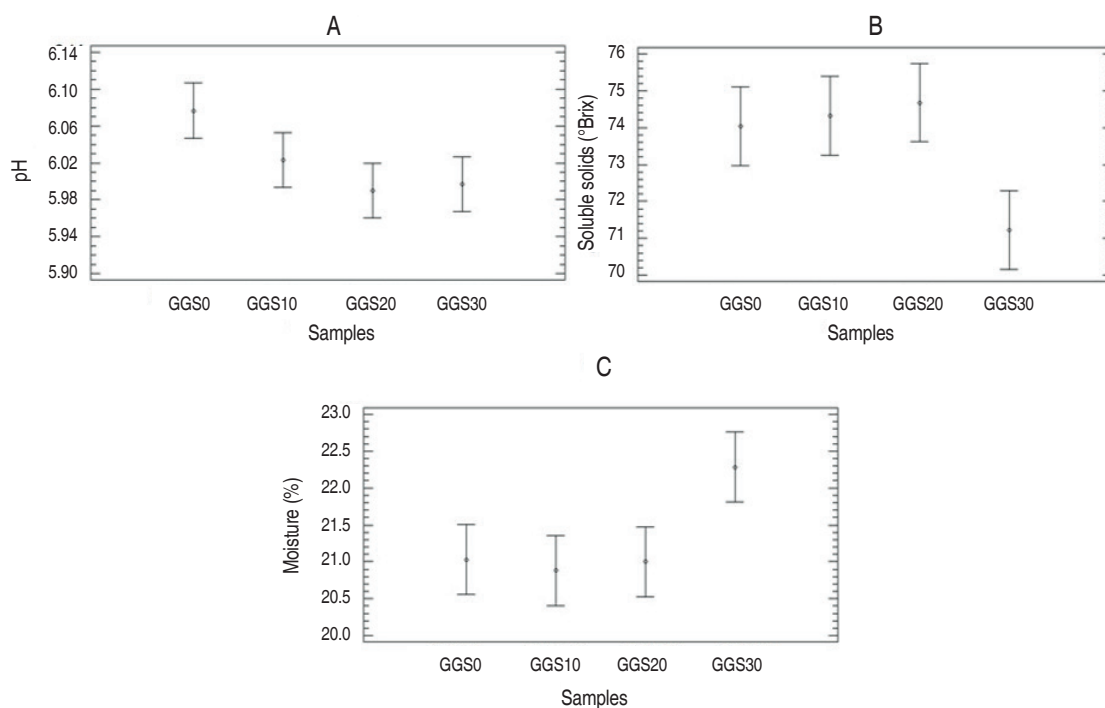 A
6.14
6.10
6.06
6.02
5.98
5.94
5.90
pH
GGS0 GGS10 GGS20 GGS30
Samples
B
76
75
74
73
72
71
70
Soluble solids (°Brix)
GGS0 GGS10 GGS20 GGS30
Samples
C
23.0
22.5
22.0
21.5
21.0
20.5
20.0
Moisture (%)
GGS0 GGS10 GGS20 GGS30
Samples